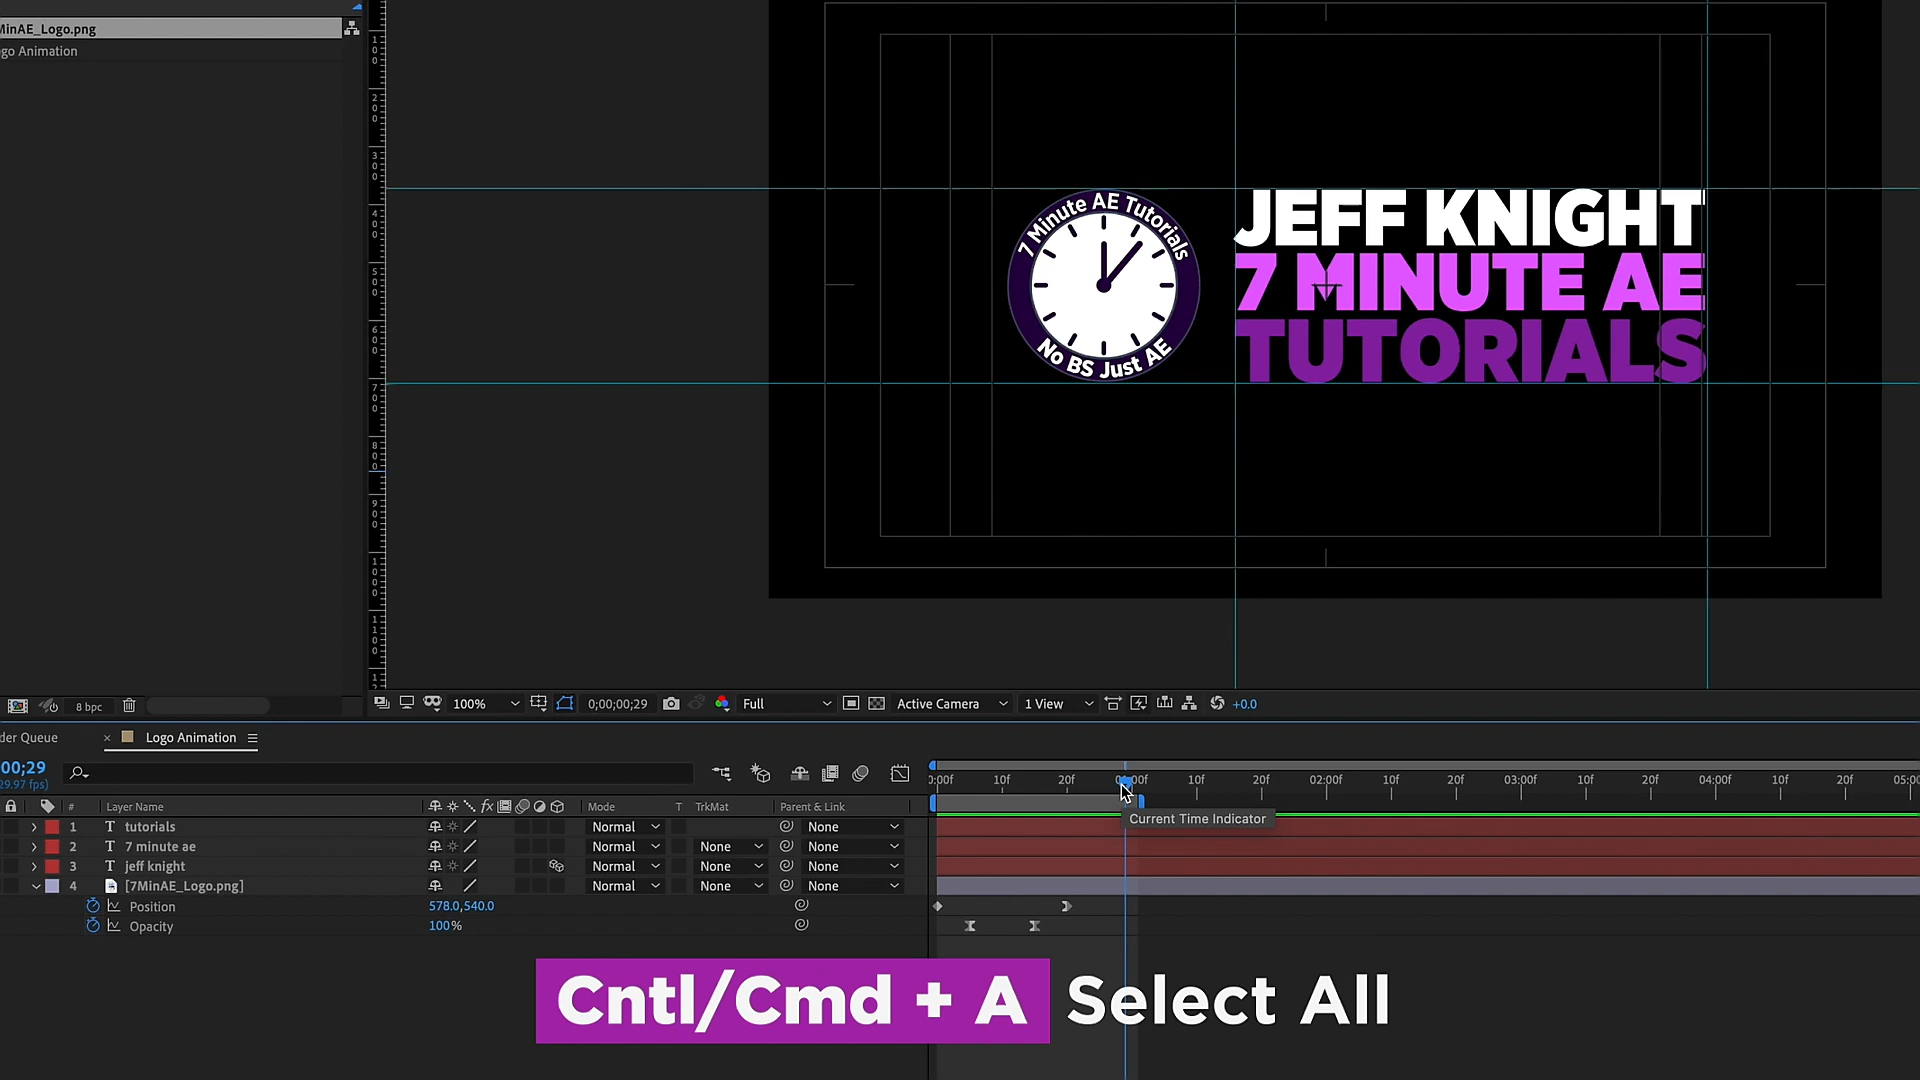 MinAE_Logo.png
go Animation
7 Minute AE Tutorials
No BS Just AE
JEFF KNIGHT
7 MINUTE AE
TUTORIALS
8 bpc
100%
0;00;00;29
Full
Active Camera
1 View
+0.0
der Queue
× Logo Animation
00;29
29.97 fps)
0:00f 10f 20f 01:00f 10f 20f 02:00f 10f 20f 03:00f 10f 20f 04:00f 10f 20f 05:00
# Layer Name fx Mode T TrkMat Parent & Link
Current Time Indicator
1 T tutorials Normal None
2 T 7 minute ae Normal None None
3 T jeff knight Normal None None
4 [7MinAE_Logo.png] Normal None None
Position 578.0,540.0
Opacity 100%
Cntl/Cmd + A Select All